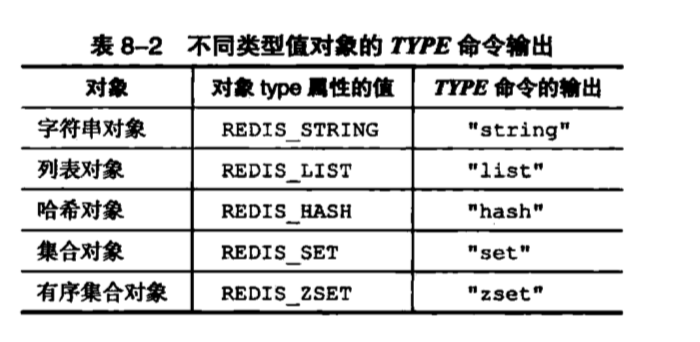 表 8-2 不同类型值对象的 TYPE 命令输出
对象 对象 type 属性的值 TYPE 命令的输出
字符串对象 REDIS_STRING "string"
列表对象 REDIS_LIST "list"
哈希对象 REDIS_HASH "hash"
集合对象 REDIS_SET "set"
有序集合对象 REDIS_ZSET "zset"